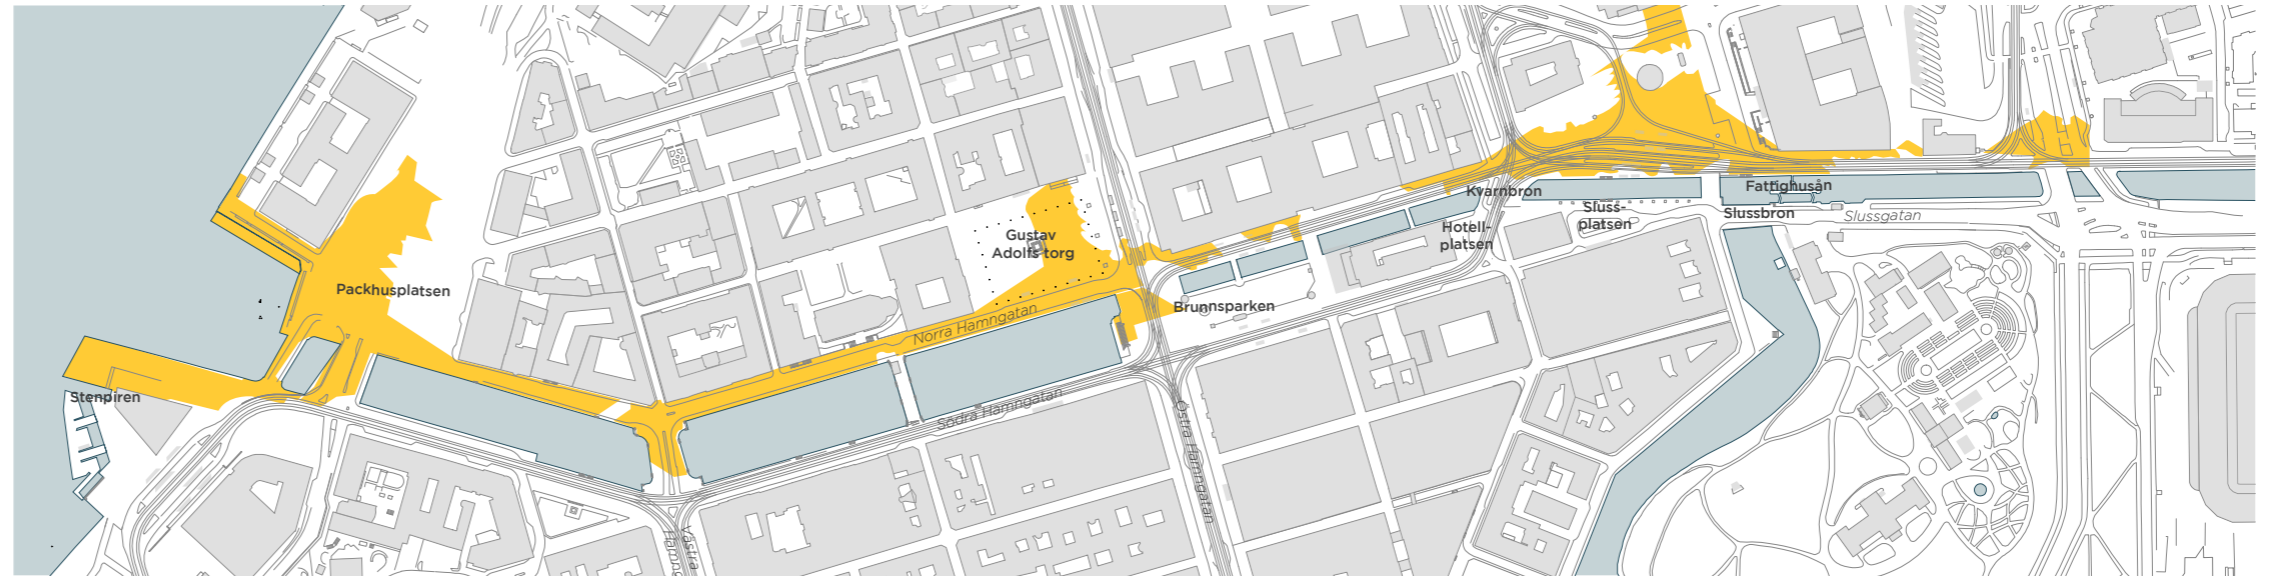 Kvarnbron
Fattighusån
Sluss-
platsen
Slussbron
Slussgatan
Hotell-
platsen
Gustav
Adolfs torg
Packhusplatsen
Brunnsparken
Norra Hamngatan
Stenpiren
Södra Hamngatan
Östra Hamngatan
Västra
Hamng